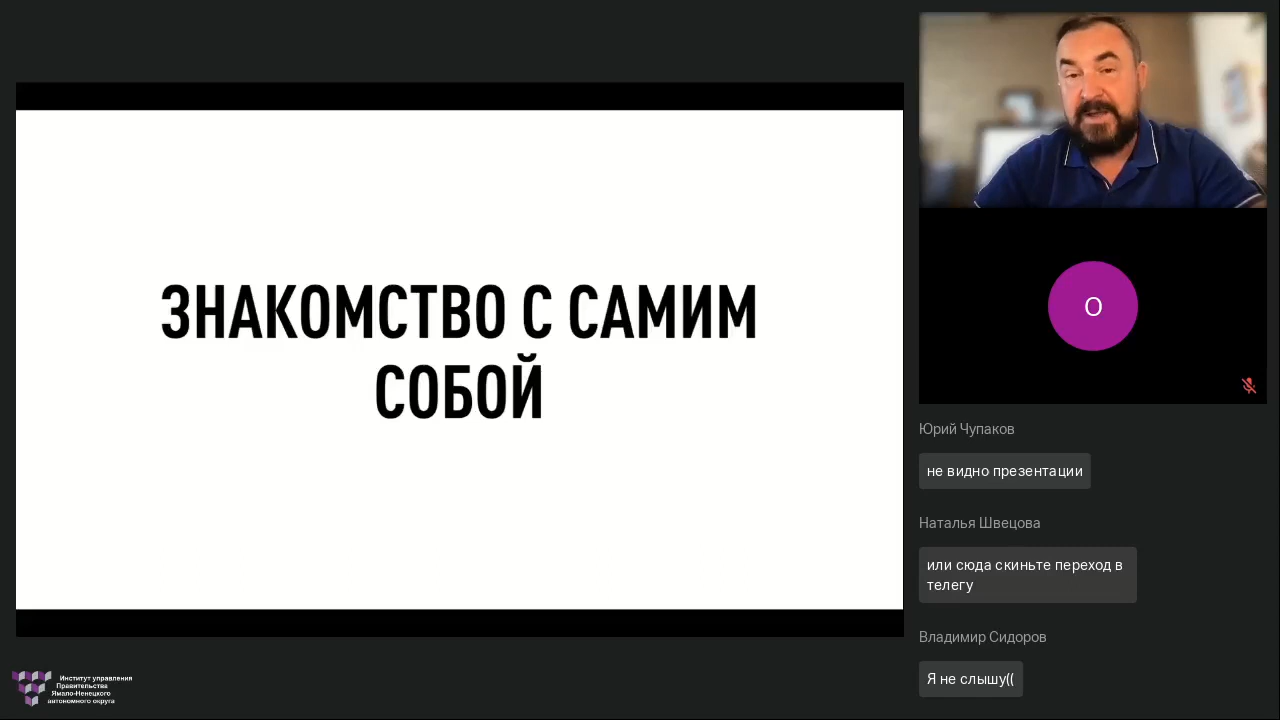 ЗНАКОМСТВО С САМИМ
СОБОЙ
О
Юрий Чупаков
не видно презентации
Наталья Швецова
или сюда скиньте переход в
телегу
Владимир Сидоров
Я не слышу((
Институт управления
Правительства
Ямало-Ненецкого
автономного округа